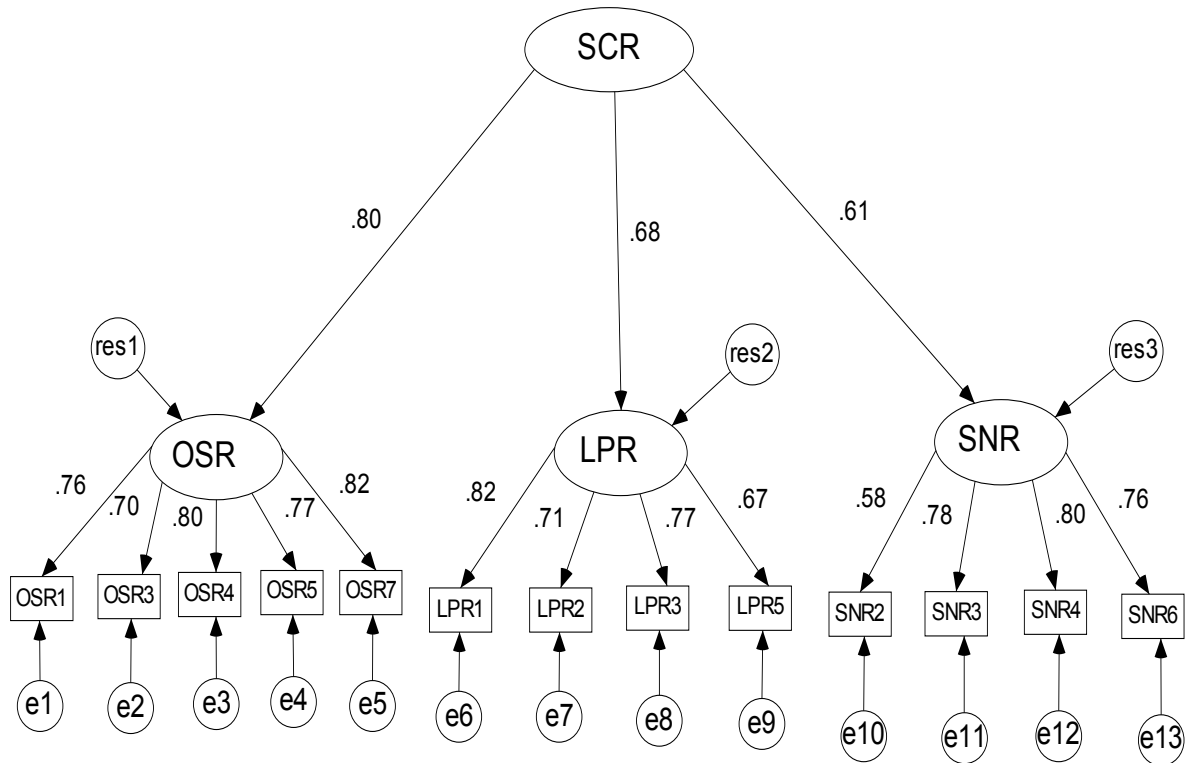 SCR
.80
.68
.61
res1
res2
res3
OSR
LPR
SNR
.76
.70
.80
.77
.82
.82
.71
.77
.67
.58
.78
.80
.76
OSR1
OSR3
OSR4
OSR5
OSR7
LPR1
LPR2
LPR3
LPR5
SNR2
SNR3
SNR4
SNR6
e1
e2
e3
e4
e5
e6
e7
e8
e9
e10
e11
e12
e13